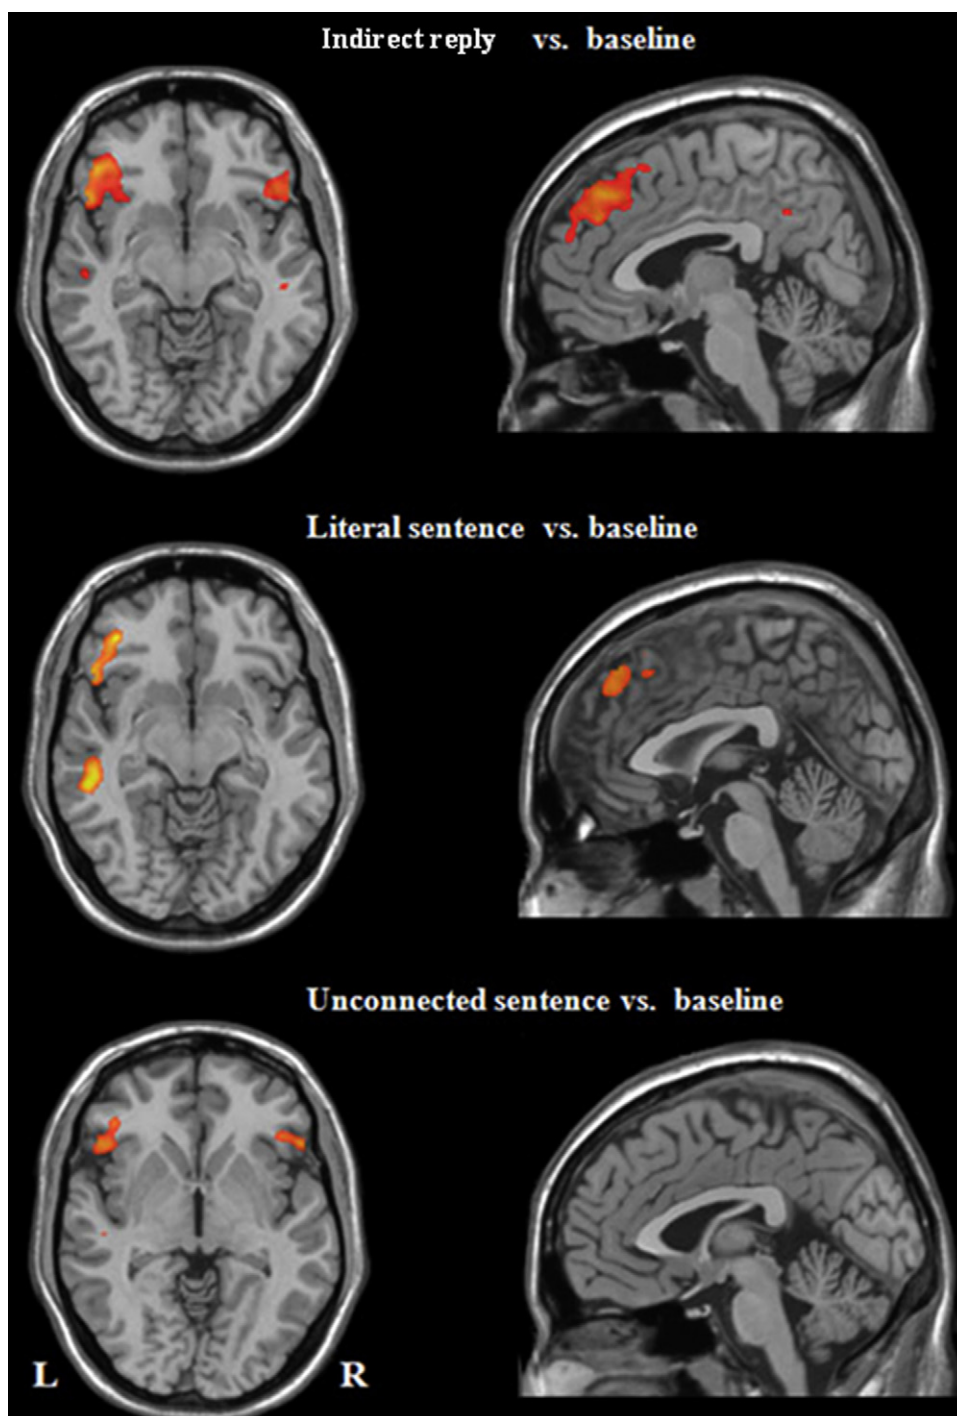 Indirect reply vs. baseline
Literal sentence vs. baseline
Unconnected sentence vs. baseline
L R